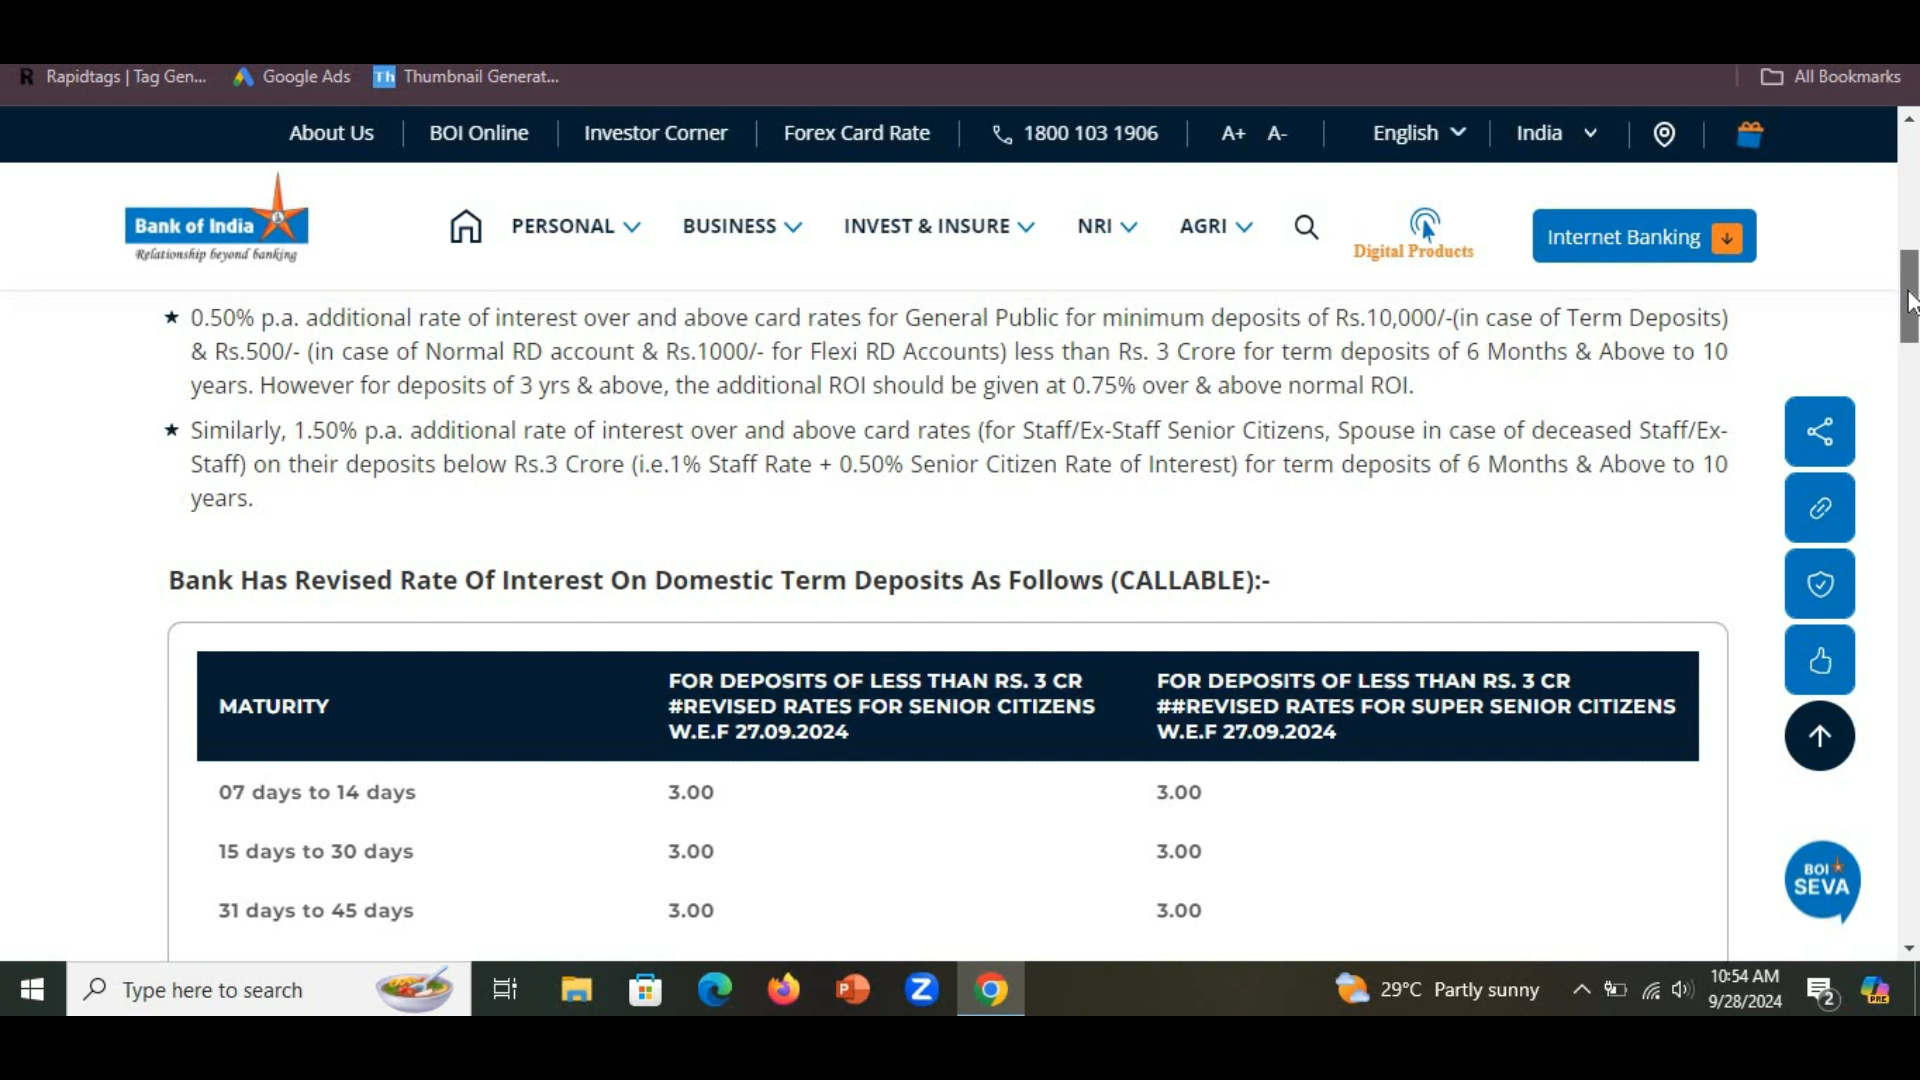 Rapidtags | Tag Gen... Google Ads Th Thumbnail Generat... All Bookmarks
About Us BOI Online Investor Corner Forex Card Rate 1800 103 1906 A+ A- English India
Bank of India
Relationship beyond banking
PERSONAL BUSINESS INVEST & INSURE NRI AGRI
Digital Products
Internet Banking
0.50% p.a. additional rate of interest over and above card rates for General Public for minimum deposits of Rs.10,000/-(in case of Term Deposits)
& Rs.500/- (in case of Normal RD account & Rs.1000/- for Flexi RD Accounts) less than Rs. 3 Crore for term deposits of 6 Months & Above to 10
years. However for deposits of 3 yrs & above, the additional ROI should be given at 0.75% over & above normal ROI.
Similarly, 1.50% p.a. additional rate of interest over and above card rates (for Staff/Ex-Staff Senior Citizens, Spouse in case of deceased Staff/Ex-
Staff) on their deposits below Rs.3 Crore (i.e.1% Staff Rate + 0.50% Senior Citizen Rate of Interest) for term deposits of 6 Months & Above to 10
years.
Bank Has Revised Rate Of Interest On Domestic Term Deposits As Follows (CALLABLE):-
MATURITY
FOR DEPOSITS OF LESS THAN RS. 3 CR
#REVISED RATES FOR SENIOR CITIZENS
W.E.F 27.09.2024
FOR DEPOSITS OF LESS THAN RS. 3 CR
##REVISED RATES FOR SUPER SENIOR CITIZENS
W.E.F 27.09.2024
07 days to 14 days 3.00 3.00
15 days to 30 days 3.00 3.00
31 days to 45 days 3.00 3.00
BOI
SEVA
Type here to search
29°C Partly sunny
10:54 AM
9/28/2024
2
PRE